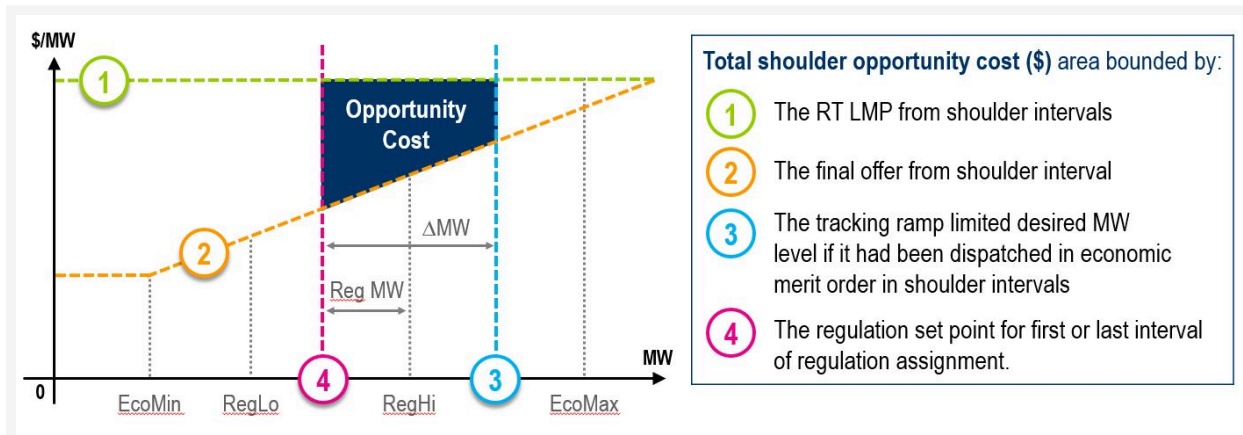 $/MW
1
Opportunity
Cost
2
ΔMW
Reg MW
MW
0
4
3
EcoMin
RegLo
RegHi
EcoMax
Total shoulder opportunity cost ($) area bounded by:
1
The RT LMP from shoulder intervals
2
The final offer from shoulder interval
3
The tracking ramp limited desired MW
level if it had been dispatched in economic
merit order in shoulder intervals
4
The regulation set point for first or last interval
of regulation assignment.